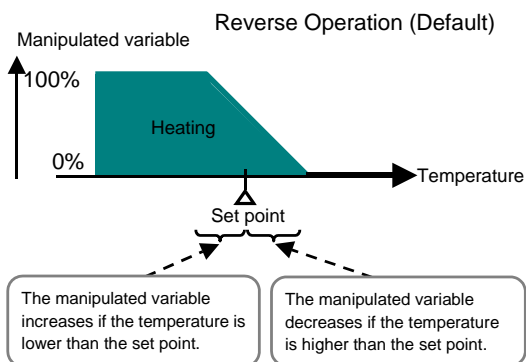 Reverse Operation (Default)
Manipulated variable
100%
Heating
0%
Temperature
Set point
The manipulated variable
increases if the temperature is
lower than the set point.
The manipulated variable
decreases if the temperature
is higher than the set point.